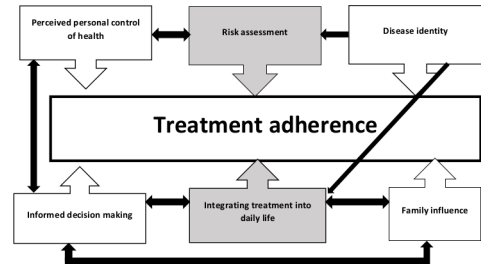 Perceived personal control
of health
Risk assessment
Disease identity
Treatment adherence
Informed decision making
Integrating treatment into
daily life
Family influence